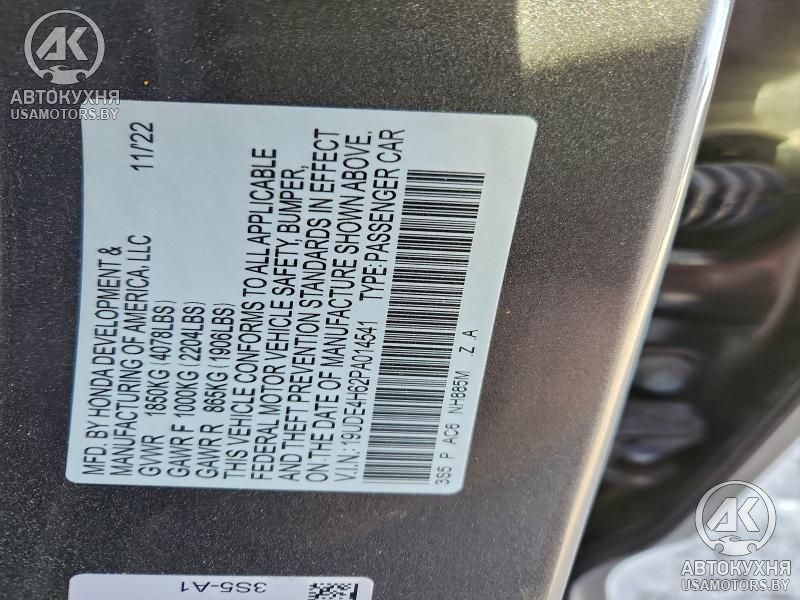 AK
АВТОКУХНЯ
USAMOTORS.BY
MFD. BY HONDA DEVELOPMENT &
MANUFACTURING OF AMERICA, LLC 11/'22
GVWR 1850KG (4078LBS)
GAWR F 1000KG (2204LBS)
GAWR R 865KG (1906LBS)
THIS VEHICLE CONFORMS TO ALL APPLICABLE
FEDERAL MOTOR VEHICLE SAFETY, BUMPER,
AND THEFT PREVENTION STANDARDS IN EFFECT
ON THE DATE OF MANUFACTURE SHOWN ABOVE.
V.I.N.:19UDE4H62PA014541 TYPE:PASSENGER CAR
3S5 P AC6 NH885M Z A
3S5-A1
AK
АВТОКУХНЯ
USAMOTORS.BY